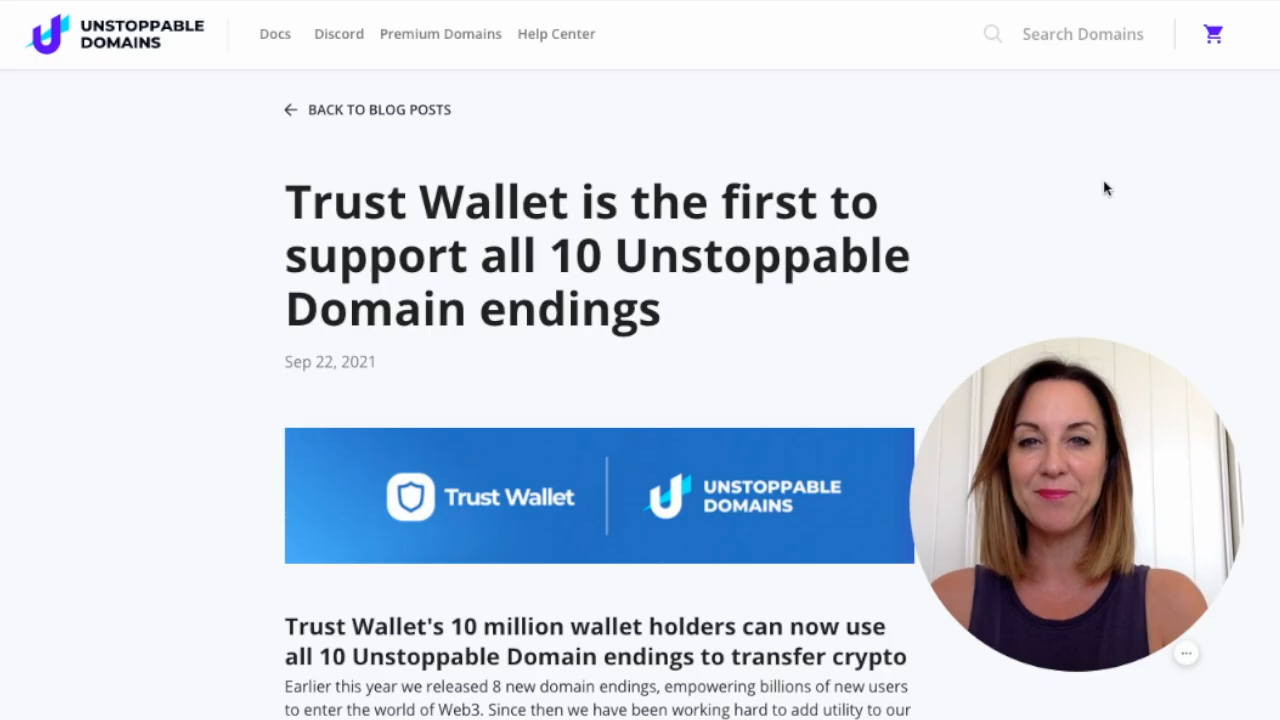 UNSTOPPABLE
DOMAINS
Docs
Discord
Premium Domains
Help Center
Search Domains
BACK TO BLOG POSTS
Trust Wallet is the first to
support all 10 Unstoppable
Domain endings
Sep 22, 2021
Trust Wallet
UNSTOPPABLE
DOMAINS
Trust Wallet's 10 million wallet holders can now use
all 10 Unstoppable Domain endings to transfer crypto
Earlier this year we released 8 new domain endings, empowering billions of new users
to enter the world of Web3. Since then we have been working hard to add utility to our